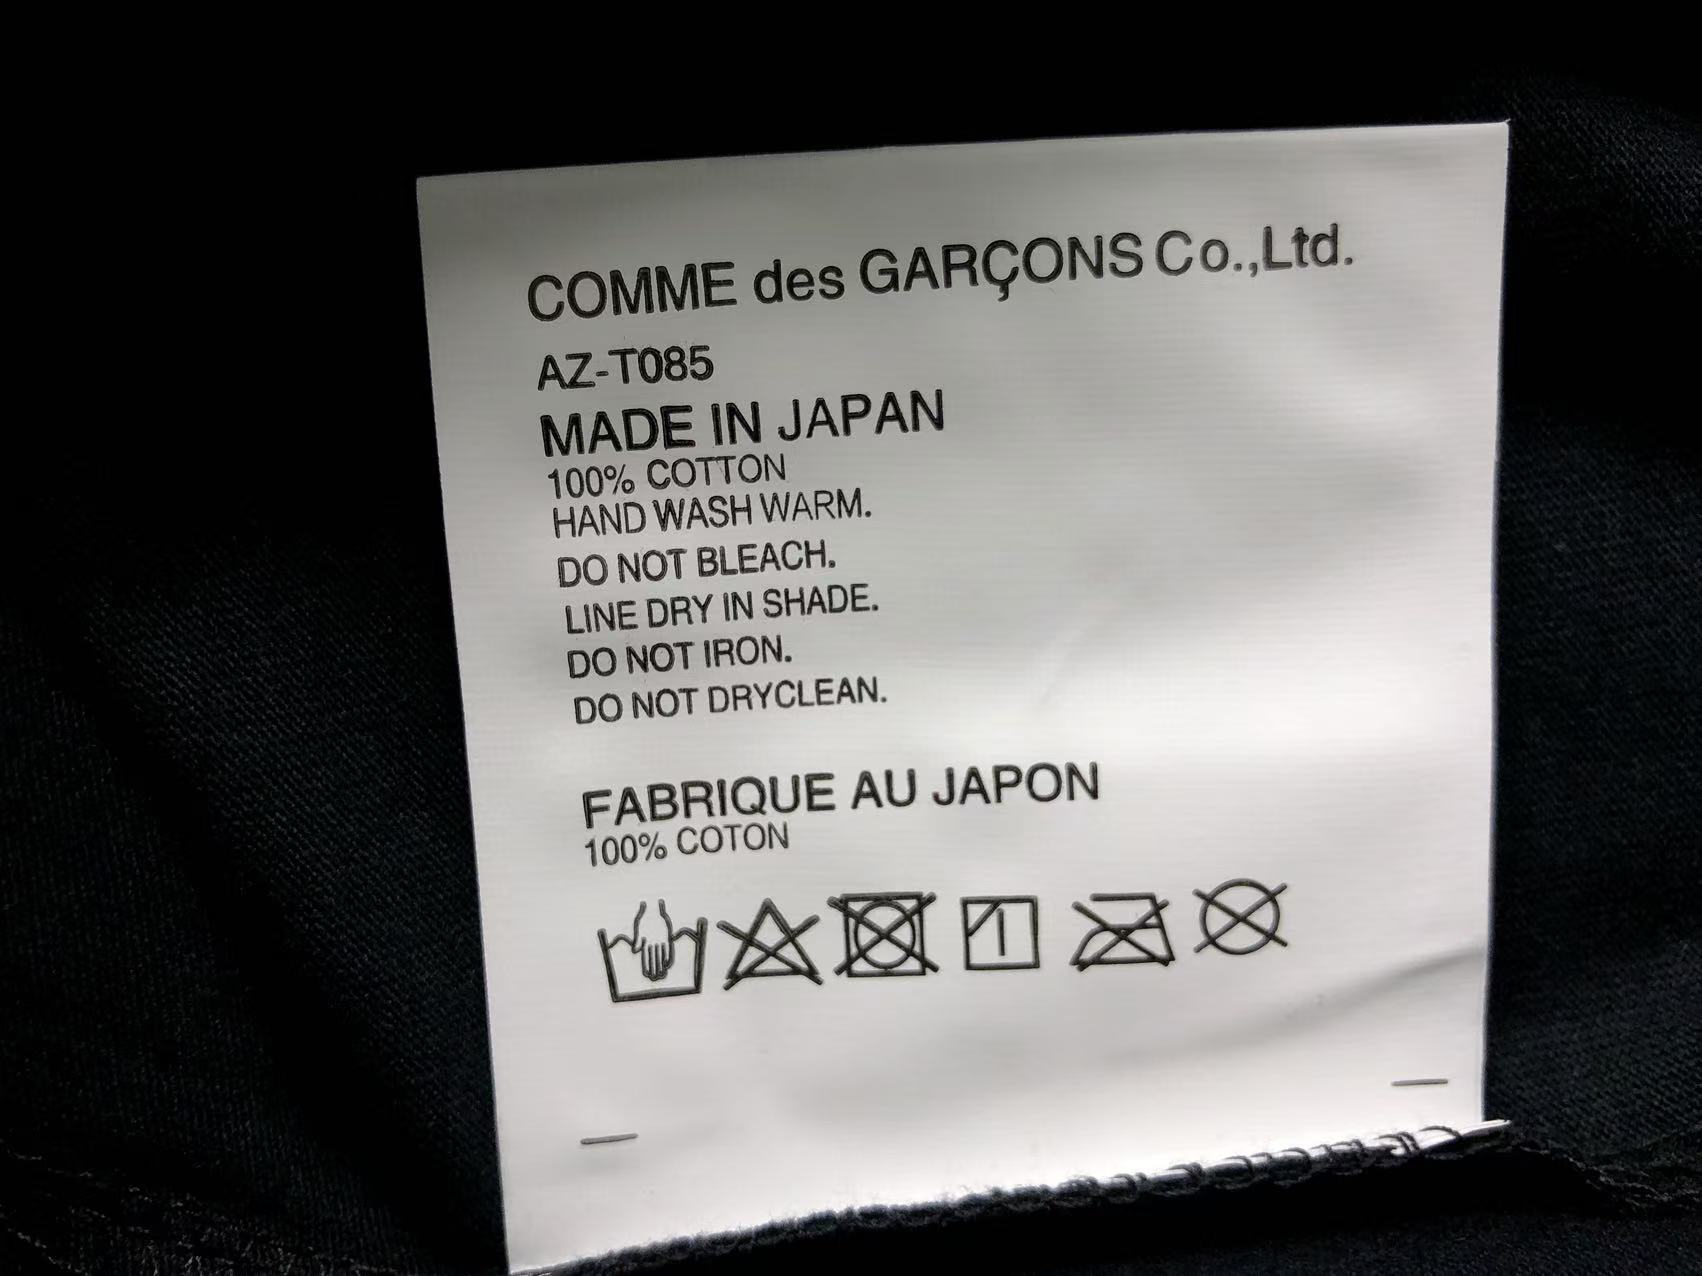 COMME des GARÇONS Co.,Ltd.
AZ-T085
MADE IN JAPAN
100% COTTON
HAND WASH WARM.
DO NOT BLEACH.
LINE DRY IN SHADE.
DO NOT IRON.
DO NOT DRYCLEAN.
FABRIQUE AU JAPON
100% COTON